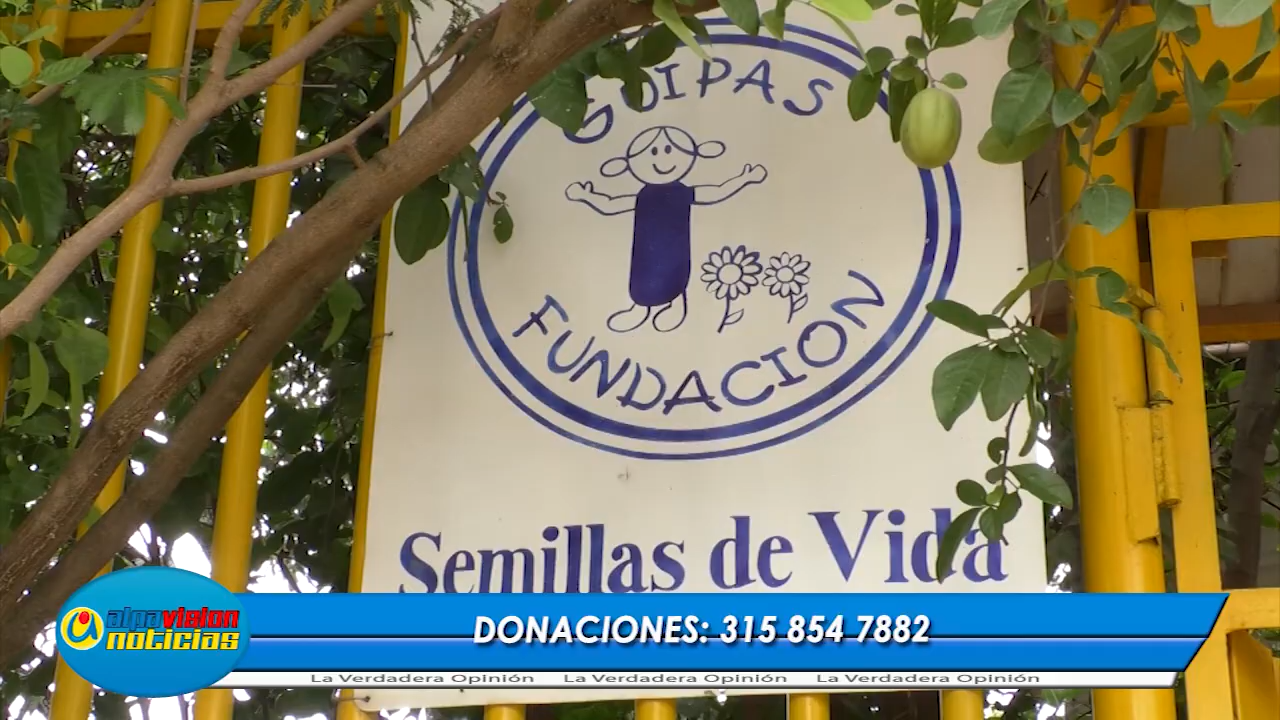 GUIPAS
FUNDACION
Semillas de Vida
DONACIONES: 315 854 7882
alpavision
noticias
La Verdadera Opinión La Verdadera Opinión La Verdadera Opinión